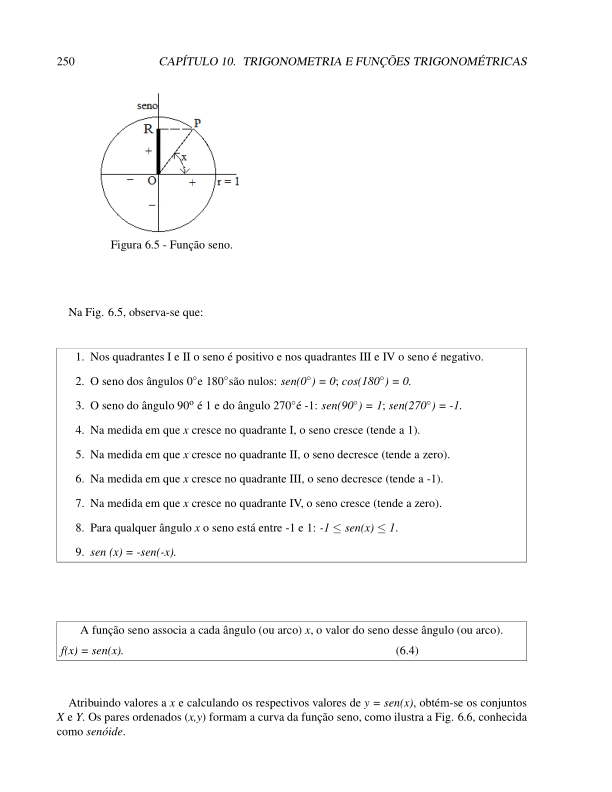 250 CAPÍTULO 10. TRIGONOMETRIA E FUNÇÕES TRIGONOMÉTRICAS
seno
R P
+ x
− O + r = 1
−
Figura 6.5 - Função seno.
Na Fig. 6.5, observa-se que:
1. Nos quadrantes I e II o seno é positivo e nos quadrantes III e IV o seno é negativo.
2. O seno dos ângulos 0°e 180°são nulos: sen(0°) = 0; cos(180°) = 0.
3. O seno do ângulo 90º é 1 e do ângulo 270°é -1: sen(90°) = 1; sen(270°) = -1.
4. Na medida em que x cresce no quadrante I, o seno cresce (tende a 1).
5. Na medida em que x cresce no quadrante II, o seno decresce (tende a zero).
6. Na medida em que x cresce no quadrante III, o seno decresce (tende a -1).
7. Na medida em que x cresce no quadrante IV, o seno cresce (tende a zero).
8. Para qualquer ângulo x o seno está entre -1 e 1: -1 ≤ sen(x) ≤ 1.
9. sen (x) = -sen(-x).
A função seno associa a cada ângulo (ou arco) x, o valor do seno desse ângulo (ou arco).
f(x) = sen(x). (6.4)
Atribuindo valores a x e calculando os respectivos valores de y = sen(x), obtém-se os conjuntos
X e Y. Os pares ordenados (x,y) formam a curva da função seno, como ilustra a Fig. 6.6, conhecida
como senóide.